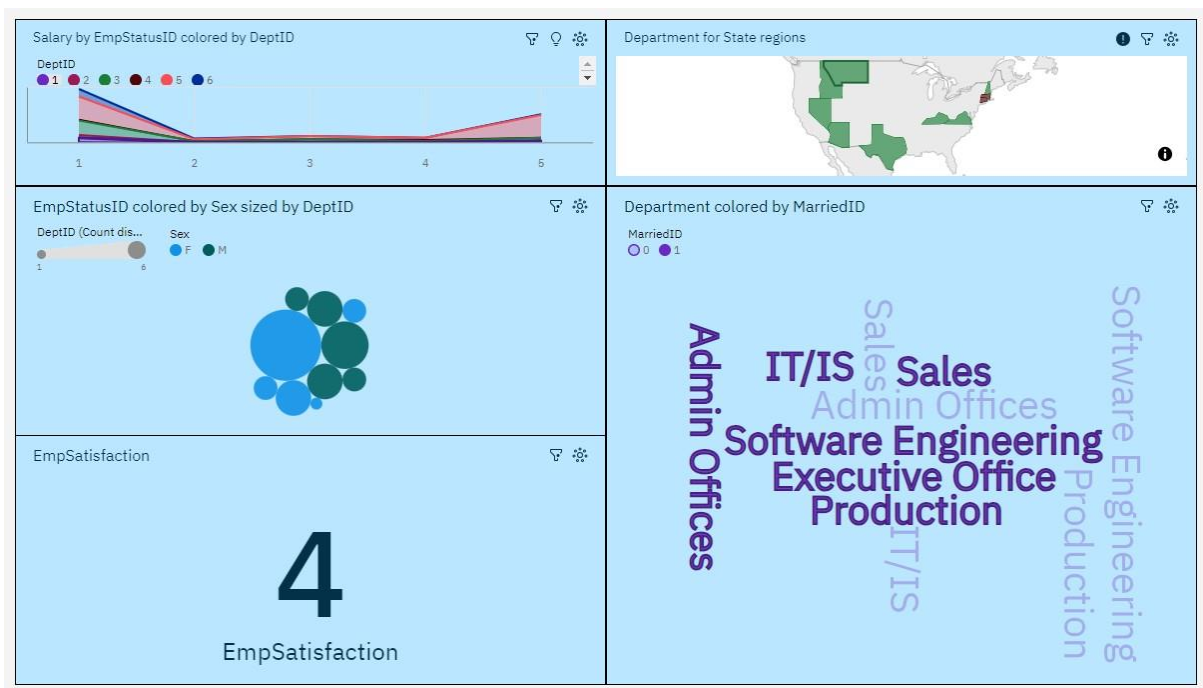 Salary by EmpStatusID colored by DeptID
DeptID
1 2 3 4 5 6
1 2 3 4 5
Department for State regions
EmpStatusID colored by Sex sized by DeptID
DeptID (Count dis...
1 6
Sex
F M
Department colored by MarriedID
MarriedID
0 1
Admin Offices
IT/IS
Sales
Sales
Admin Offices
Software Engineering
Executive Office
Production
IT/IS
Production
Software Engineering
EmpSatisfaction
4
EmpSatisfaction